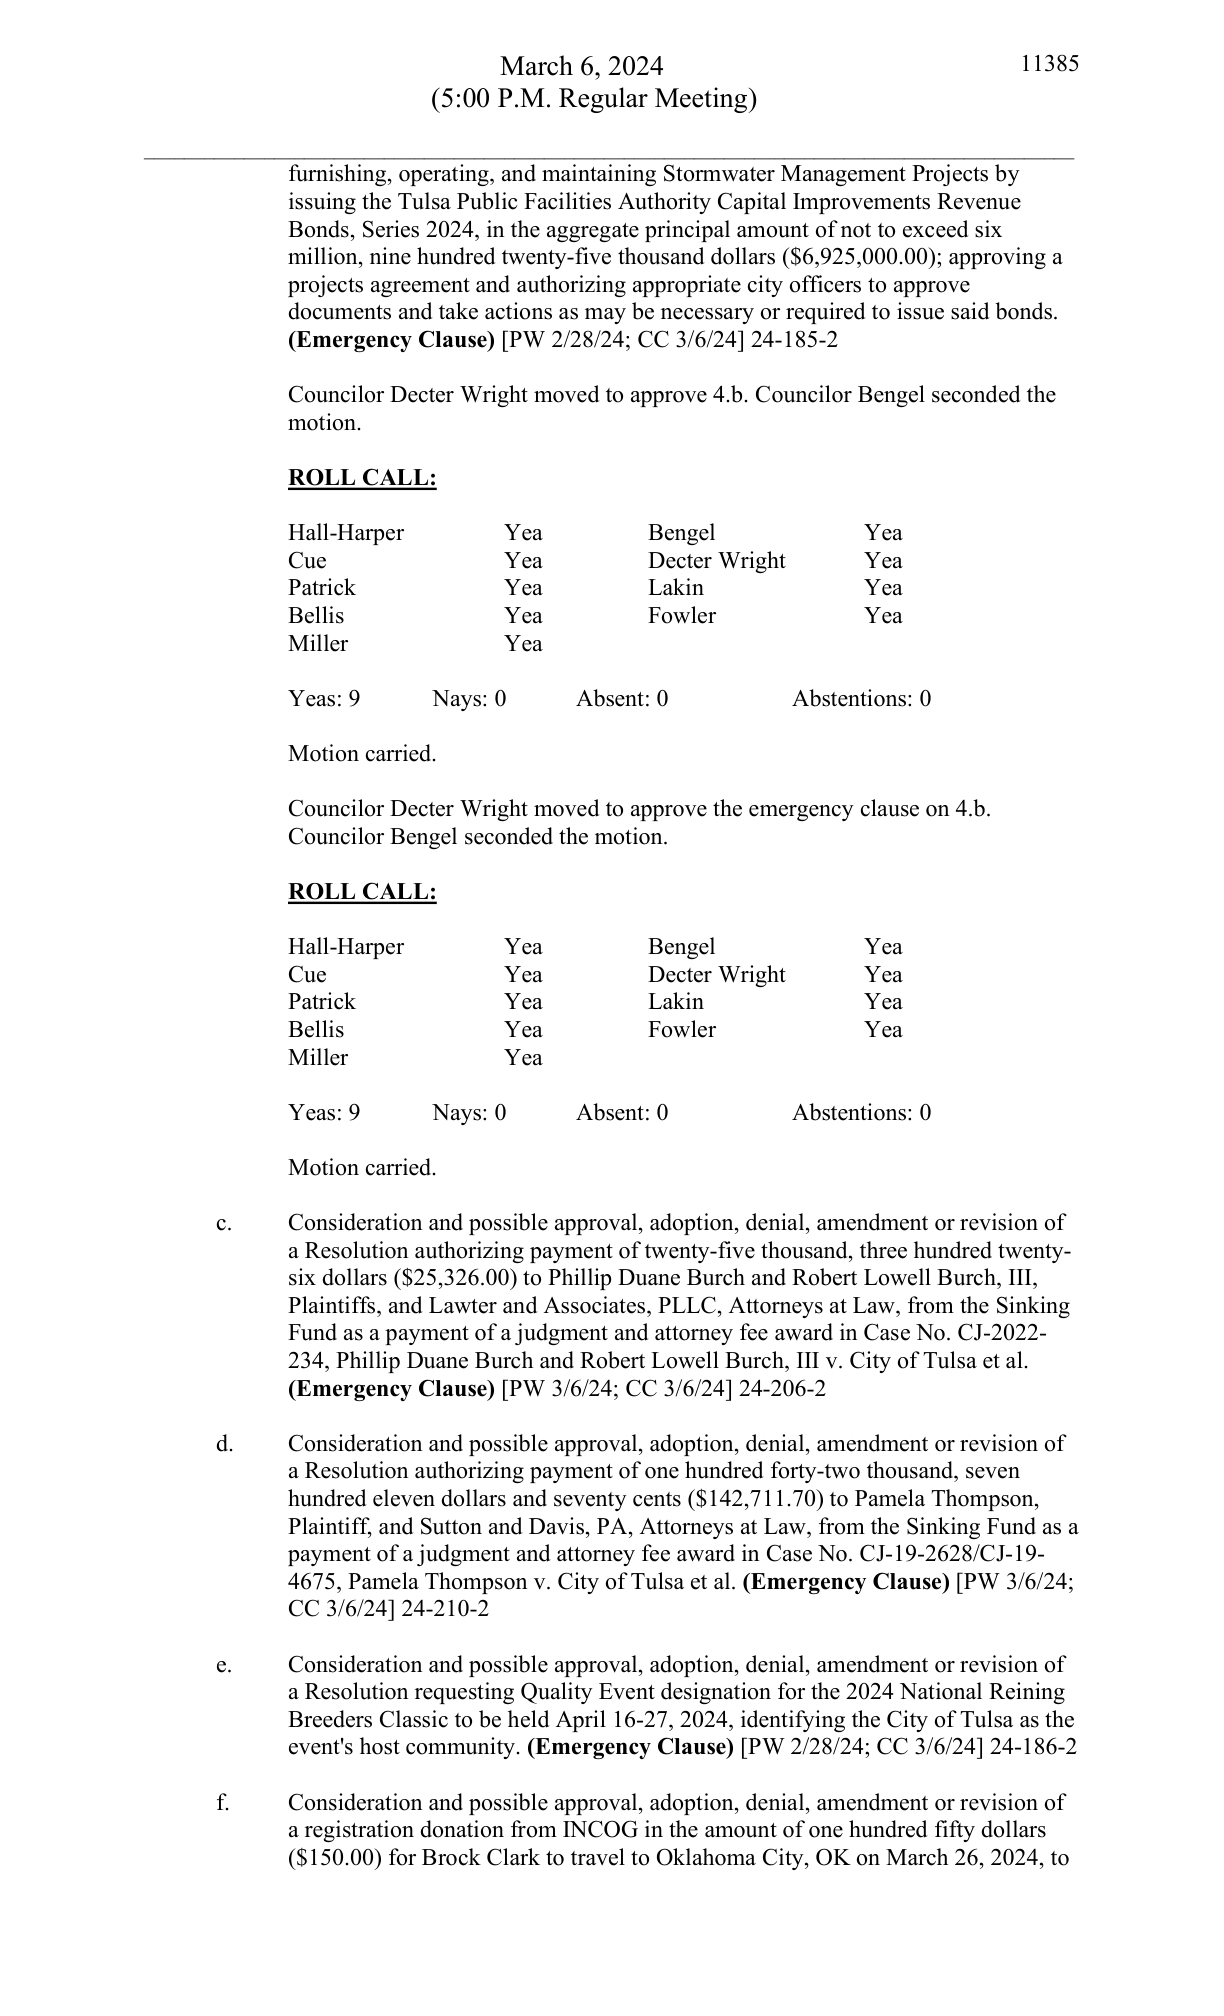 March 6, 2024 11385
(5:00 P.M. Regular Meeting)
furnishing, operating, and maintaining Stormwater Management Projects by
issuing the Tulsa Public Facilities Authority Capital Improvements Revenue
Bonds, Series 2024, in the aggregate principal amount of not to exceed six
million, nine hundred twenty-five thousand dollars ($6,925,000.00); approving a
projects agreement and authorizing appropriate city officers to approve
documents and take actions as may be necessary or required to issue said bonds.
(Emergency Clause) [PW 2/28/24; CC 3/6/24] 24-185-2
Councilor Decter Wright moved to approve 4.b. Councilor Bengel seconded the
motion.
ROLL CALL:
Hall-Harper Yea Bengel Yea
Cue Yea Decter Wright Yea
Patrick Yea Lakin Yea
Bellis Yea Fowler Yea
Miller Yea
Yeas: 9 Nays: 0 Absent: 0 Abstentions: 0
Motion carried.
Councilor Decter Wright moved to approve the emergency clause on 4.b.
Councilor Bengel seconded the motion.
ROLL CALL:
Hall-Harper Yea Bengel Yea
Cue Yea Decter Wright Yea
Patrick Yea Lakin Yea
Bellis Yea Fowler Yea
Miller Yea
Yeas: 9 Nays: 0 Absent: 0 Abstentions: 0
Motion carried.
c. Consideration and possible approval, adoption, denial, amendment or revision of
a Resolution authorizing payment of twenty-five thousand, three hundred twenty-
six dollars ($25,326.00) to Phillip Duane Burch and Robert Lowell Burch, III,
Plaintiffs, and Lawter and Associates, PLLC, Attorneys at Law, from the Sinking
Fund as a payment of a judgment and attorney fee award in Case No. CJ-2022-
234, Phillip Duane Burch and Robert Lowell Burch, III v. City of Tulsa et al.
(Emergency Clause) [PW 3/6/24; CC 3/6/24] 24-206-2
d. Consideration and possible approval, adoption, denial, amendment or revision of
a Resolution authorizing payment of one hundred forty-two thousand, seven
hundred eleven dollars and seventy cents ($142,711.70) to Pamela Thompson,
Plaintiff, and Sutton and Davis, PA, Attorneys at Law, from the Sinking Fund as a
payment of a judgment and attorney fee award in Case No. CJ-19-2628/CJ-19-
4675, Pamela Thompson v. City of Tulsa et al. (Emergency Clause) [PW 3/6/24;
CC 3/6/24] 24-210-2
e. Consideration and possible approval, adoption, denial, amendment or revision of
a Resolution requesting Quality Event designation for the 2024 National Reining
Breeders Classic to be held April 16-27, 2024, identifying the City of Tulsa as the
event's host community. (Emergency Clause) [PW 2/28/24; CC 3/6/24] 24-186-2
f. Consideration and possible approval, adoption, denial, amendment or revision of
a registration donation from INCOG in the amount of one hundred fifty dollars
($150.00) for Brock Clark to travel to Oklahoma City, OK on March 26, 2024, to